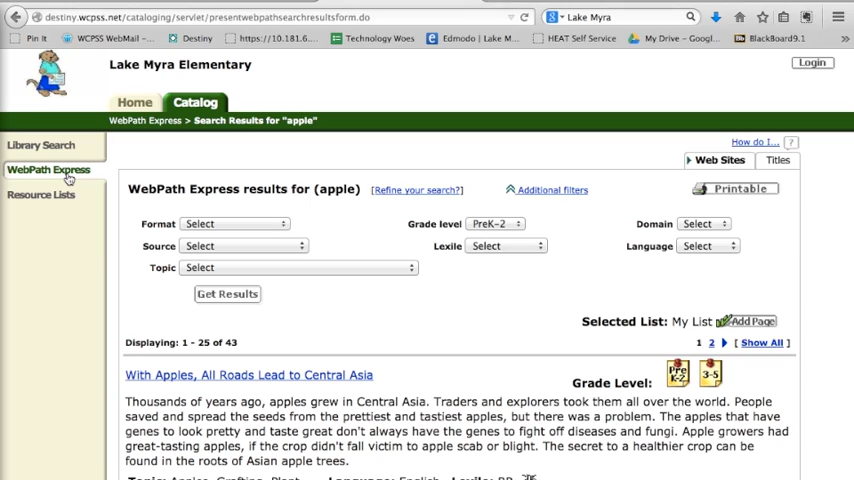 destiny.wcpss.net/cataloging/servlet/presentwebpathsearchresultsform.do
Lake Myra
Pin It WCPSS WebMail -... Destiny https://10.181.6.... Technology Woes Edmodo | Lake M... HEAT Self Service My Drive - Googl... BlackBoard9.1 »
Lake Myra Elementary
Login
Home Catalog
WebPath Express > Search Results for "apple"
How do I... ?
Library Search
WebPath Express
Resource Lists
Web Sites Titles
WebPath Express results for (apple) [Refine your search?] Additional filters Printable
Format Select Grade level PreK-2 Domain Select
Source Select Lexile Select Language Select
Topic Select
Get Results
Selected List: My List Add Page
Displaying: 1 - 25 of 43 1 2 [ Show All ]
With Apples, All Roads Lead to Central Asia
Grade Level: Pre K-2 3-5
Thousands of years ago, apples grew in Central Asia. Traders and explorers took them all over the world. People
saved and spread the seeds from the prettiest and tastiest apples, but there was a problem. The apples that have
genes to look pretty and taste great don't always have the genes to fight off diseases and fungi. Apple growers had
great-tasting apples, if the crop didn't fall victim to apple scab or blight. The secret to a healthier crop can be
found in the roots of Asian apple trees.
Topic: Apples, Grafting, Plant Language: English Lexile: BR